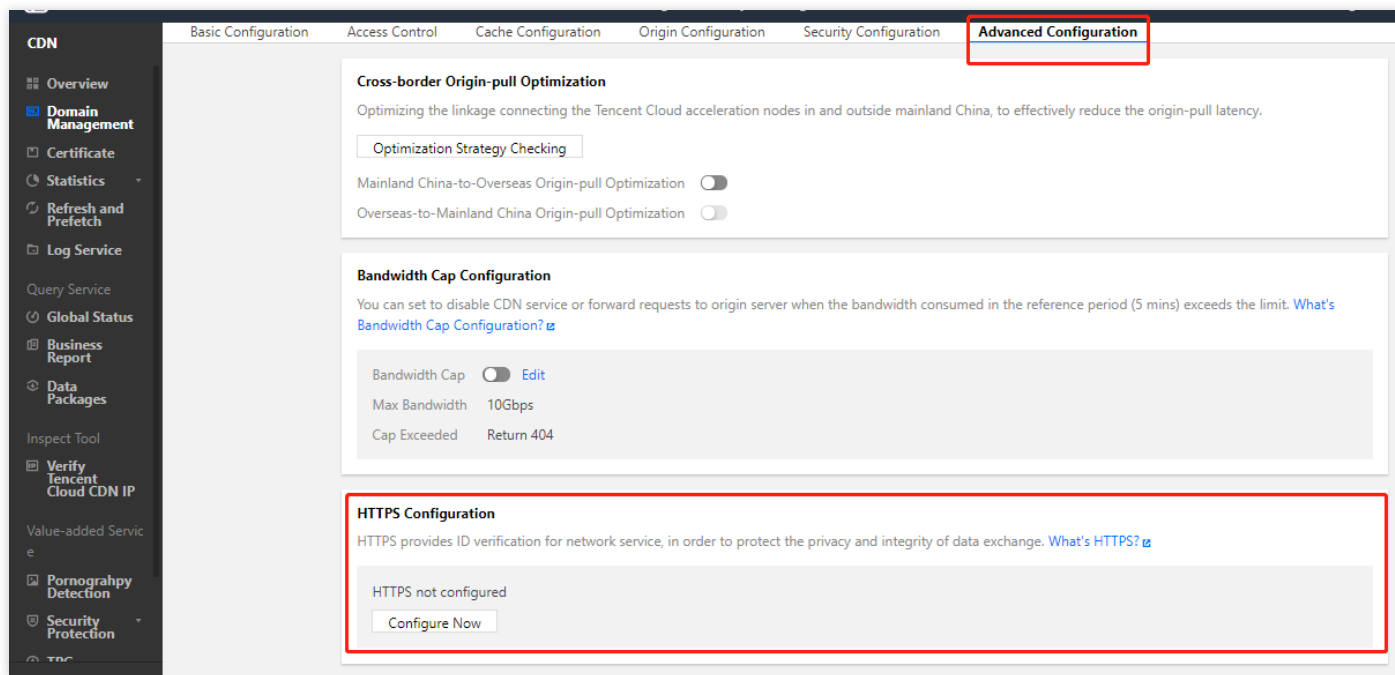 CDN
Overview
Domain
Management
Certificate
Statistics
Refresh and
Prefetch
Log Service
Query Service
Global Status
Business
Report
Data
Packages
Inspect Tool
Verify
Tencent
Cloud CDN IP
Value-added Servic
e
Pornograhpy
Detection
Security
Protection
Basic Configuration Access Control Cache Configuration Origin Configuration Security Configuration Advanced Configuration
Cross-border Origin-pull Optimization
Optimizing the linkage connecting the Tencent Cloud acceleration nodes in and outside mainland China, to effectively reduce the origin-pull latency.
Optimization Strategy Checking
Mainland China-to-Overseas Origin-pull Optimization
Overseas-to-Mainland China Origin-pull Optimization
Bandwidth Cap Configuration
You can set to disable CDN service or forward requests to origin server when the bandwidth consumed in the reference period (5 mins) exceeds the limit. What's
Bandwidth Cap Configuration?
Bandwidth Cap Edit
Max Bandwidth 10Gbps
Cap Exceeded Return 404
HTTPS Configuration
HTTPS provides ID verification for network service, in order to protect the privacy and integrity of data exchange. What's HTTPS?
HTTPS not configured
Configure Now